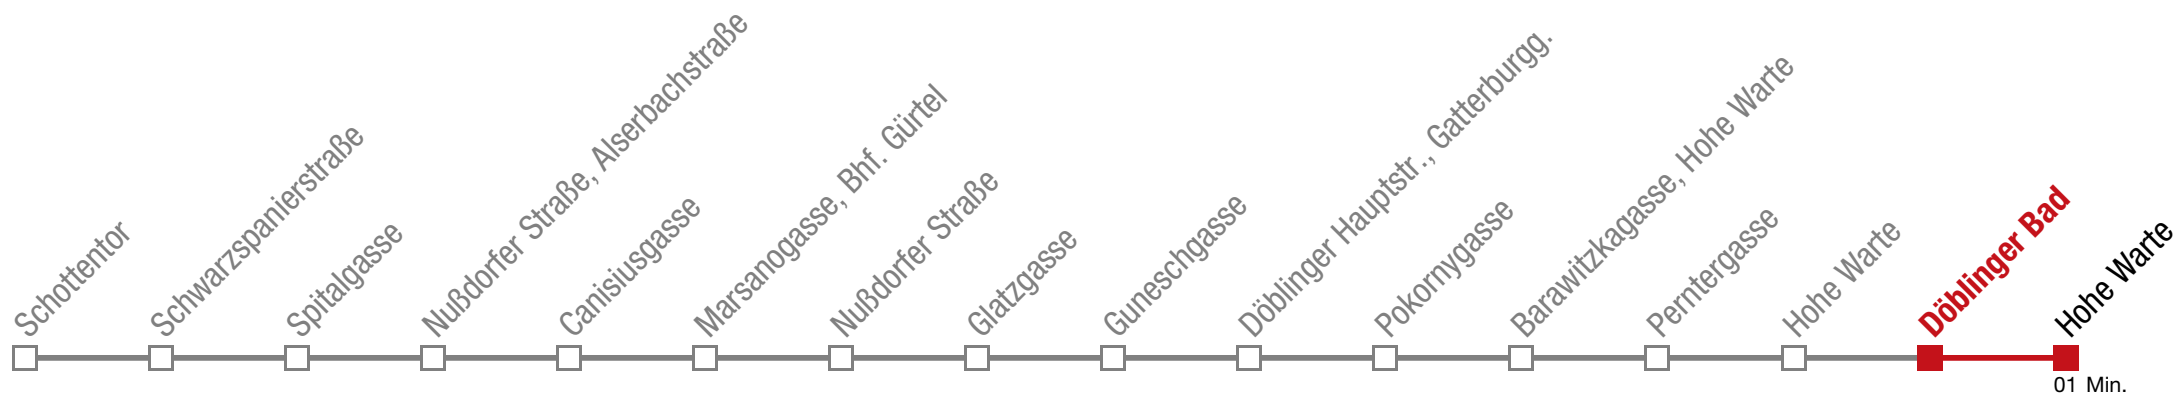 Schottentor
Schwarzspanierstraße
Spitalgasse
Nußdorfer Straße, Alserbachstraße
Canisiusgasse
Marsanogasse, Bhf. Gürtel
Nußdorfer Straße
Glatzgasse
Guneschgasse
Döblinger Hauptstr., Gatterburgg.
Pokornygasse
Barawitzkagasse, Hohe Warte
Perntergasse
Hohe Warte
Döblinger Bad
Hohe Warte
01 Min.